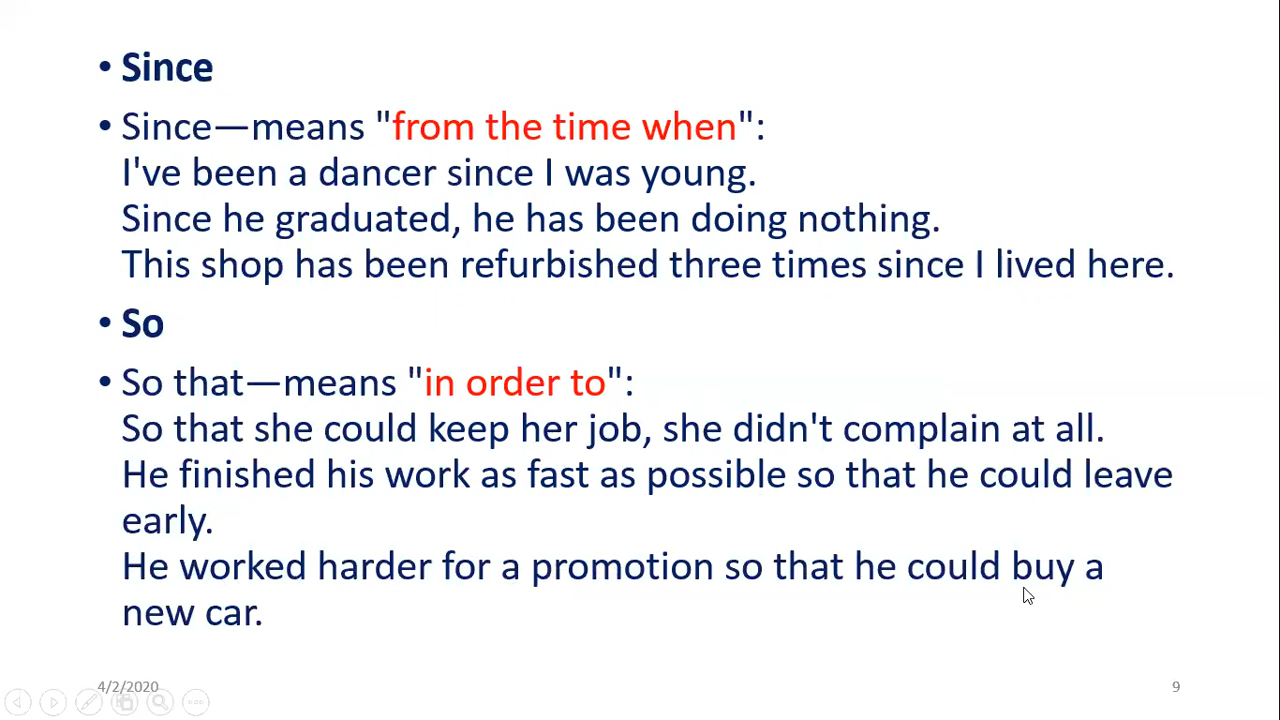 • Since
• Since—means "from the time when":
I've been a dancer since I was young.
Since he graduated, he has been doing nothing.
This shop has been refurbished three times since I lived here.
• So
• So that—means "in order to":
So that she could keep her job, she didn't complain at all.
He finished his work as fast as possible so that he could leave
early.
He worked harder for a promotion so that he could buy a
new car.
4/2/2020
9